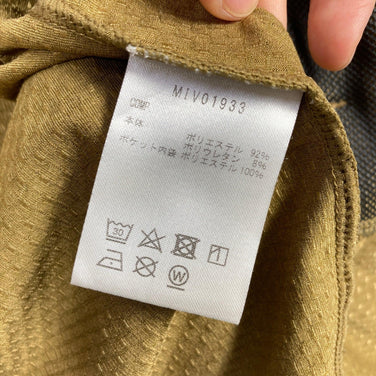 MIV01933
COMP.
本体 ポリエステル 92%
ポリウレタン 8%
ポケット内袋 ポリエステル 100%
30
W